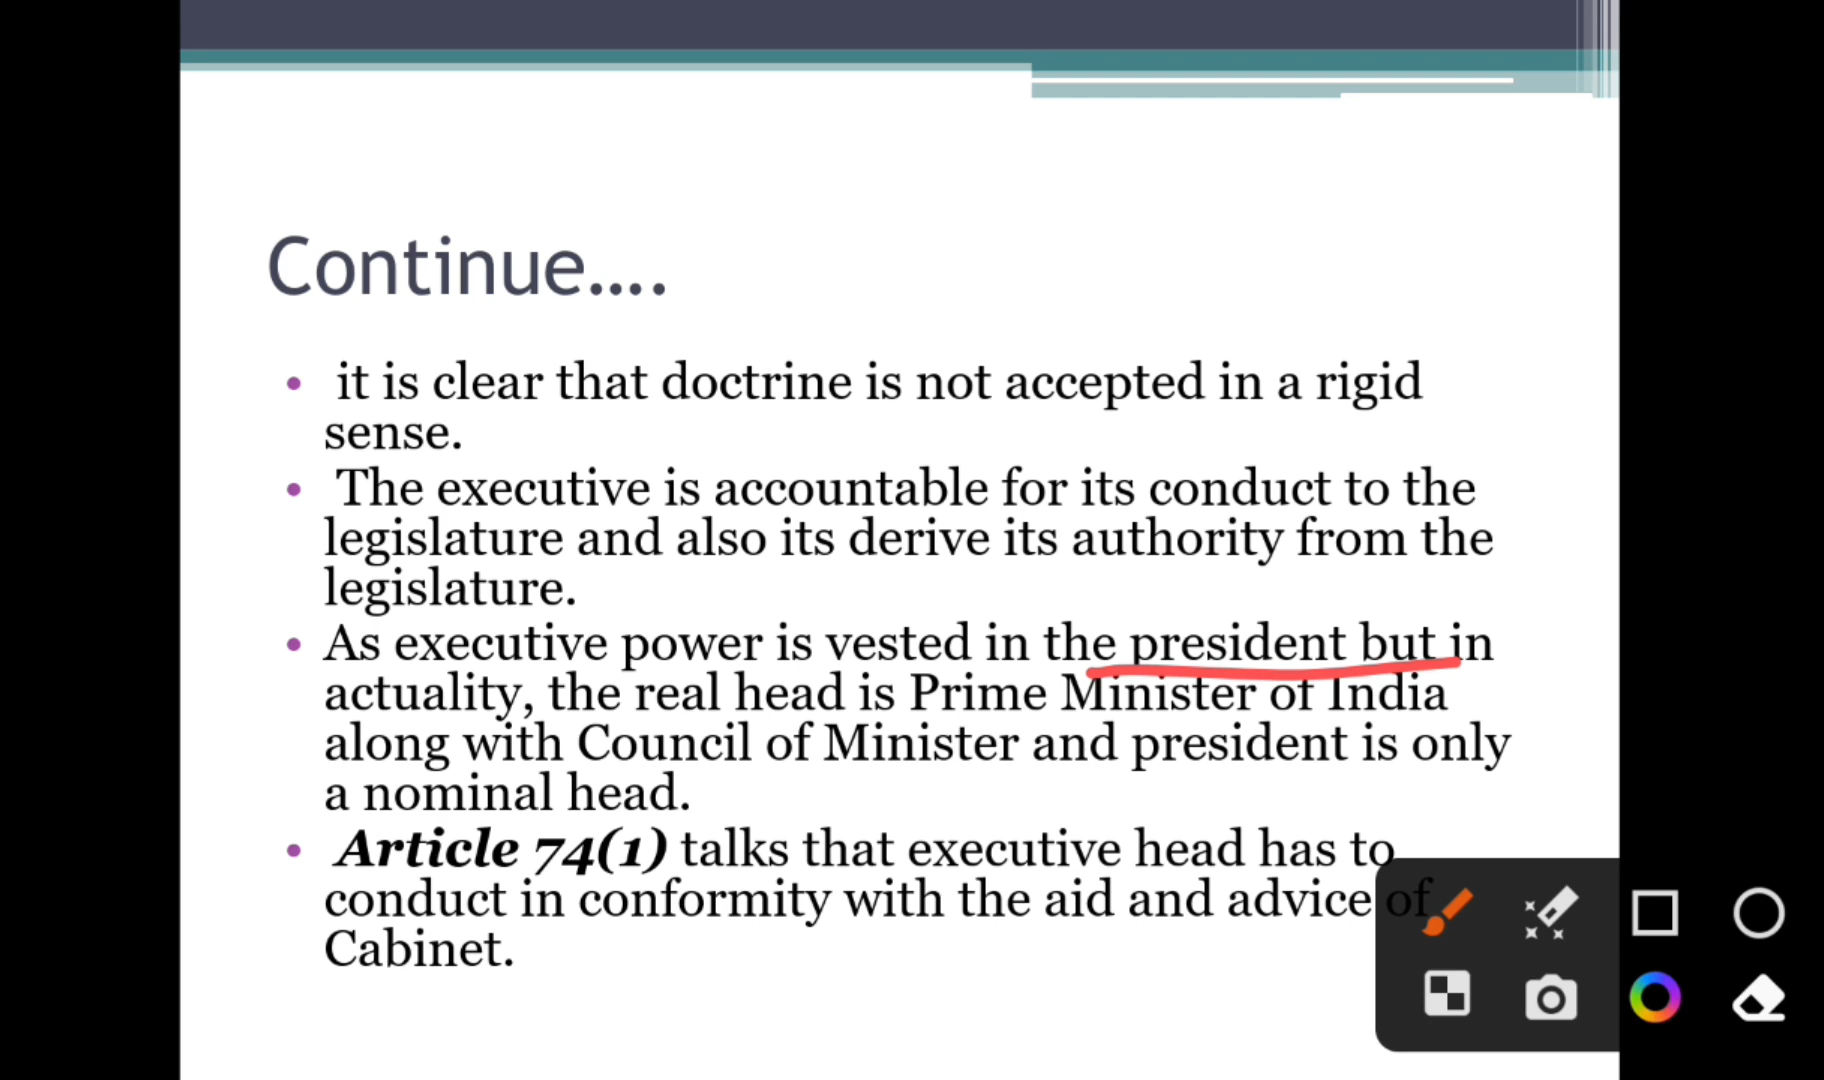 Continue....
• it is clear that doctrine is not accepted in a rigid
sense.
• The executive is accountable for its conduct to the
legislature and also its derive its authority from the
legislature.
• As executive power is vested in the president but in
actuality, the real head is Prime Minister of India
along with Council of Minister and president is only
a nominal head.
• Article 74(1) talks that executive head has to
conduct in conformity with the aid and advice of
Cabinet.